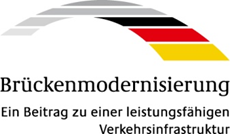 Brückenmodernisierung
Ein Beitrag zu einer leistungsfähigen
Verkehrsinfrastruktur